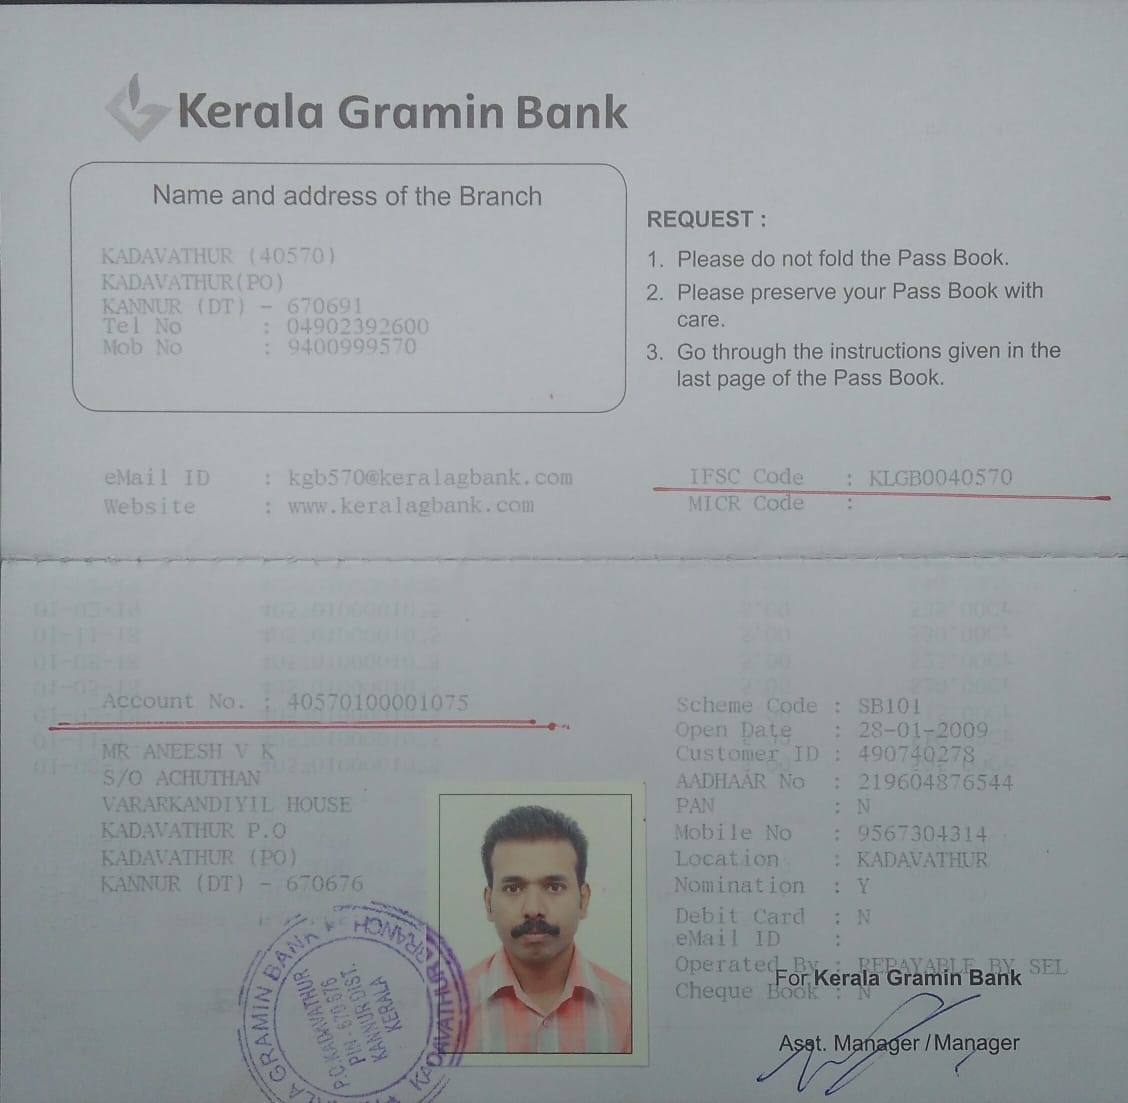 Kerala Gramin Bank
Name and address of the Branch
KADAVATHUR (40570)
KADAVATHUR(PO)
KANNUR (DT) - 670691
Tel No : 04902392600
Mob No : 9400999570
REQUEST :
1. Please do not fold the Pass Book.
2. Please preserve your Pass Book with
care.
3. Go through the instructions given in the
last page of the Pass Book.
eMail ID : kgb570@keralagbank.com
Website : www.keralagbank.com
IFSC Code : KLGB0040570
MICR Code :
Account No. : 40570100001075
MR ANEESH V K
S/O ACHUTHAN
VARARKANDIYIL HOUSE
KADAVATHUR P.O
KADAVATHUR (PO)
KANNUR (DT) - 670676
Scheme Code : SB101
Open Date : 28-01-2009
Customer ID : 490740278
AADHAAR No : 219604876544
PAN : N
Mobile No : 9567304314
Location : KADAVATHUR
Nomination : Y
Debit Card : N
eMail ID :
Operated By : REPAYABLE BY SEL
For Kerala Gramin Bank
Cheque Book : N
Asst. Manager / Manager
GRAMIN BANK
KADAVATHUR BRANCH
P.O.KADAVATHUR
PIN - 670 676
KANNUR DIST.
KERALA